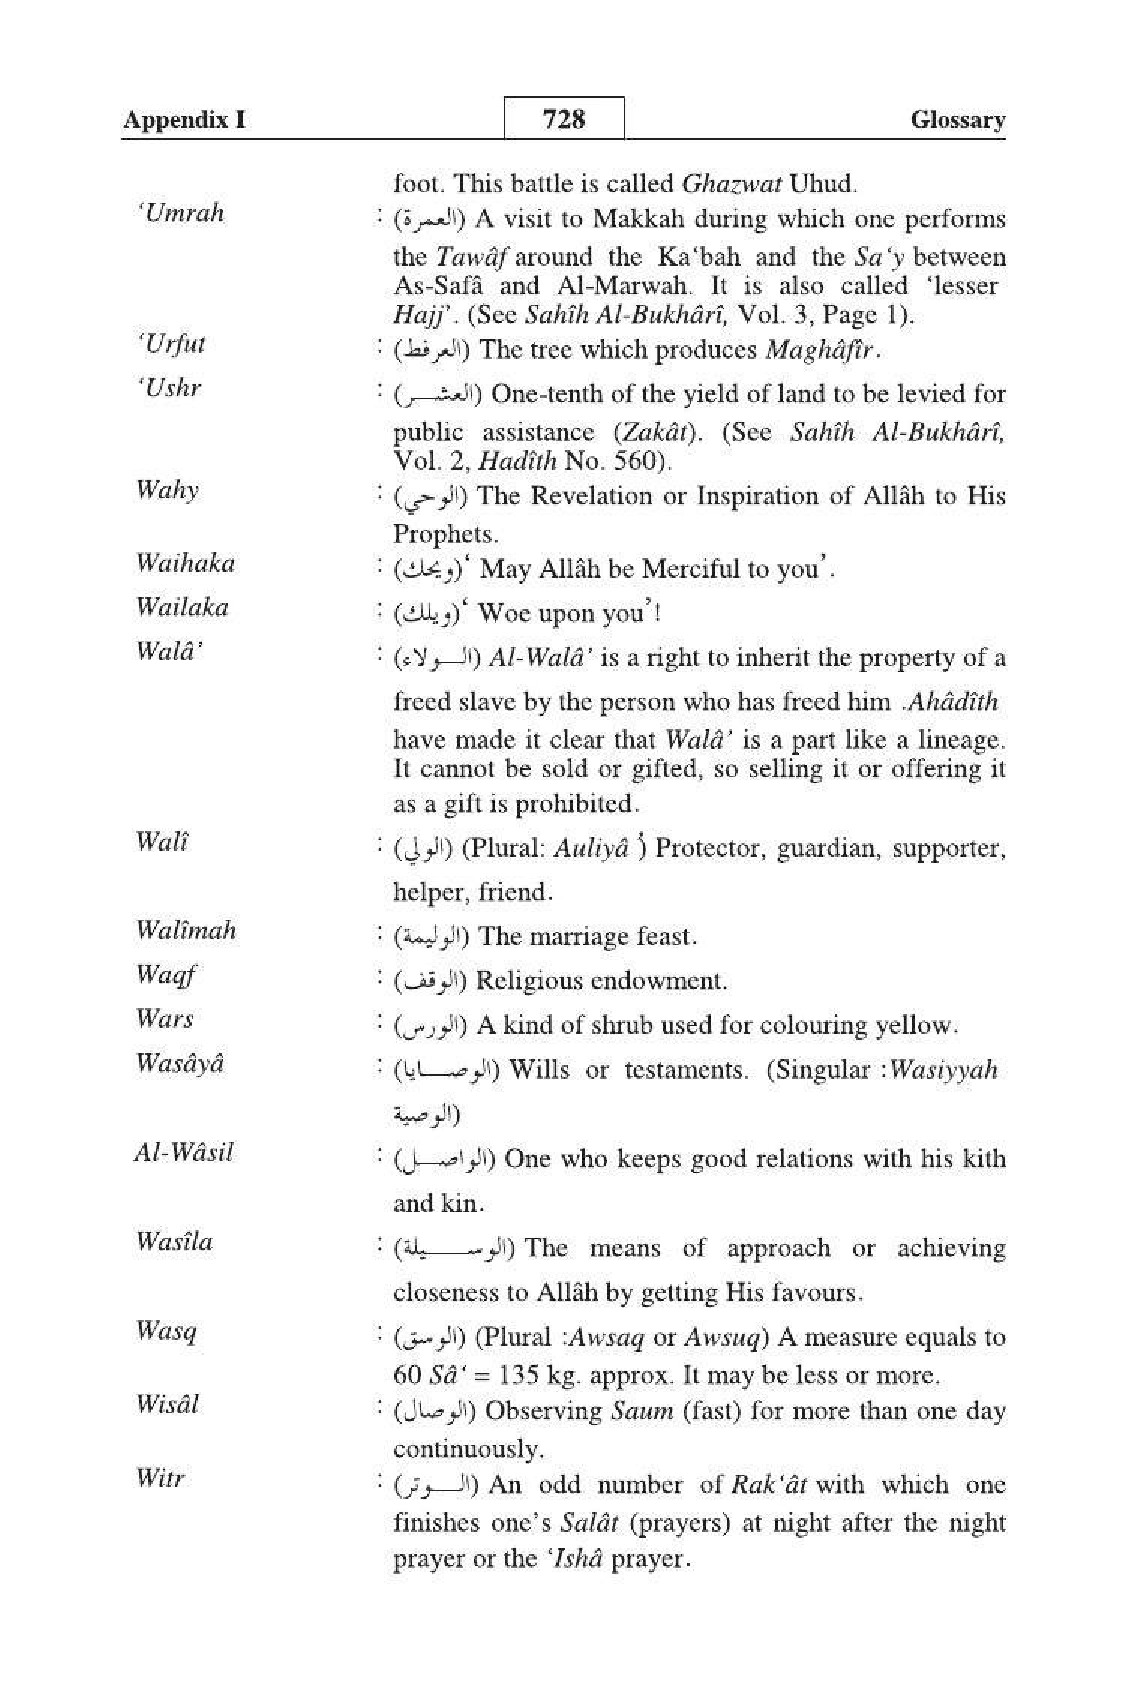 Appendix I 728 Glossary
foot. This battle is called Ghazwat Uhud.
‘Umrah : (العمرة) A visit to Makkah during which one performs
the Tawâf around the Ka‘bah and the Sa‘y between
As-Safâ and Al-Marwah. It is also called ‘lesser
Hajj’. (See Sahîh Al-Bukhârî, Vol. 3, Page 1).
‘Urfut : (العرفط) The tree which produces Maghâfîr.
‘Ushr : (العشـــر) One-tenth of the yield of land to be levied for
public assistance (Zakât). (See Sahîh Al-Bukhârî,
Vol. 2, Hadîth No. 560).
Wahy : (الوحي) The Revelation or Inspiration of Allâh to His
Prophets.
Waihaka : (ويحك)‘ May Allâh be Merciful to you’.
Wailaka : (ويلك)‘ Woe upon you’!
Walâ’ : (الـــولاء) Al-Walâ’ is a right to inherit the property of a
freed slave by the person who has freed him .Ahâdîth
have made it clear that Walâ’ is a part like a lineage.
It cannot be sold or gifted, so selling it or offering it
as a gift is prohibited.
Walî : (الولي) (Plural: Auliyâ’) Protector, guardian, supporter,
helper, friend.
Walîmah : (الوليمة) The marriage feast.
Waqf : (الوقف) Religious endowment.
Wars : (الورس) A kind of shrub used for colouring yellow.
Wasâyâ : (الوصـــايا) Wills or testaments. (Singular :Wasiyyah
الوصية)
Al-Wâsil : (الواصـــل) One who keeps good relations with his kith
and kin.
Wasîla : (الوســـــيلة) The means of approach or achieving
closeness to Allâh by getting His favours.
Wasq : (الوسق) (Plural :Awsaq or Awsuq) A measure equals to
60 Sâ‘ = 135 kg. approx. It may be less or more.
Wisâl : (الوصال) Observing Saum (fast) for more than one day
continuously.
Witr : (الـــوتر) An odd number of Rak‘ât with which one
finishes one’s Salât (prayers) at night after the night
prayer or the ‘Ishâ prayer.